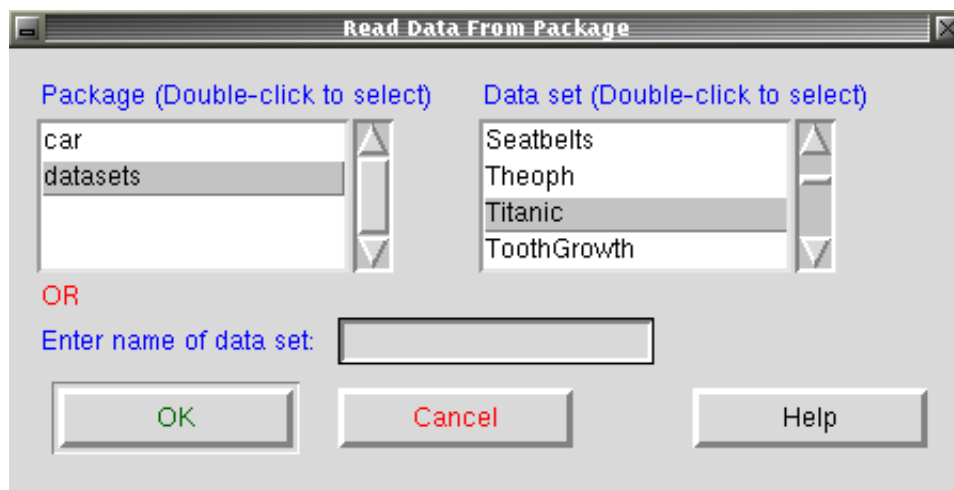 Read Data From Package
Package (Double-click to select)
Data set (Double-click to select)
car
datasets
Seatbelts
Theoph
Titanic
ToothGrowth
OR
Enter name of data set:
OK
Cancel
Help